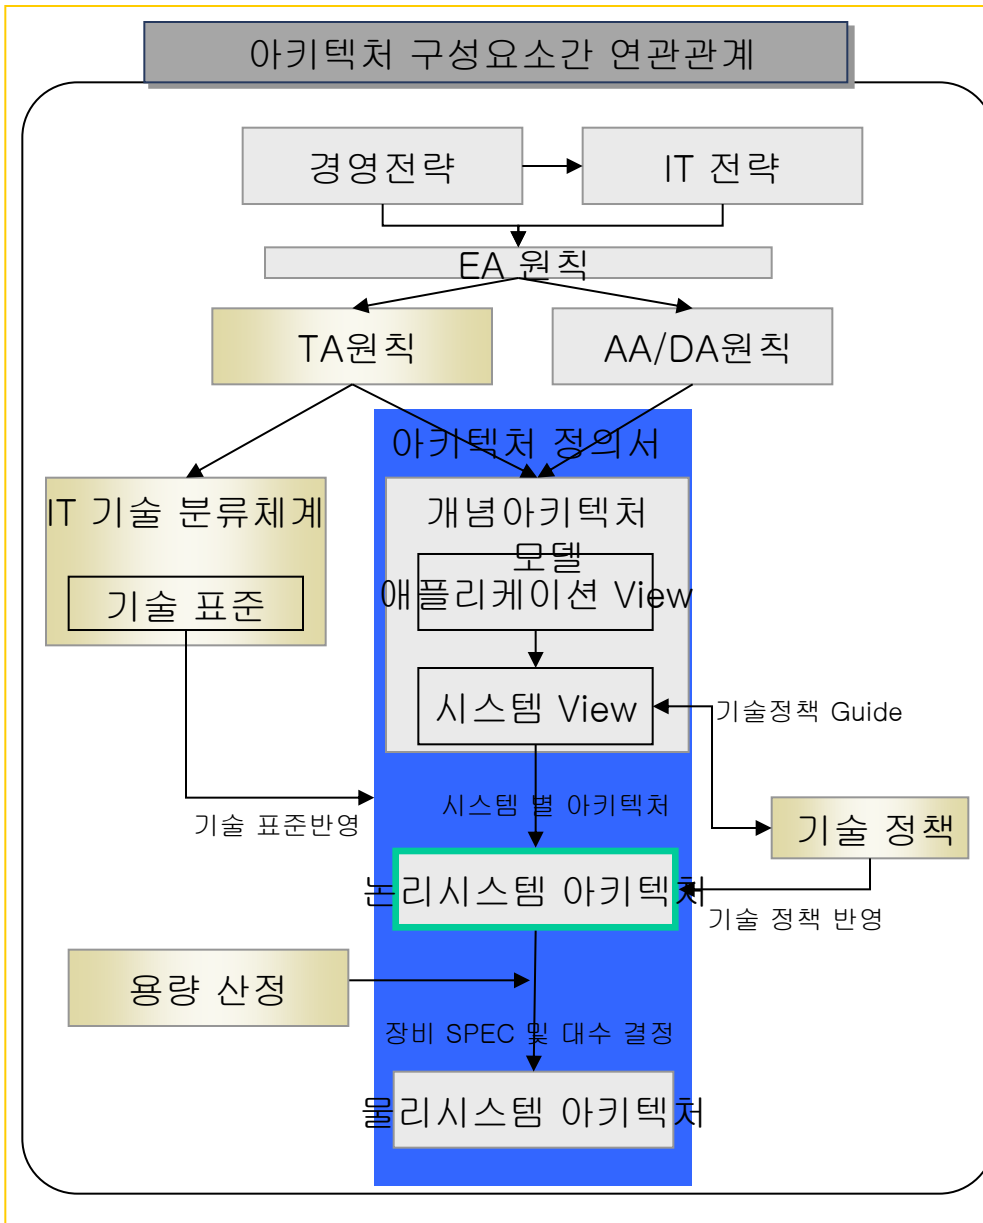 아키텍처 구성요소간 연관관계
경영전략
IT 전략
EA 원칙
TA원칙
AA/DA원칙
아키텍처 정의서
IT 기술 분류체계
개념아키텍처
모델
기술 표준
애플리케이션 View
시스템 View
기술정책 Guide
시스템 별 아키텍처
기술 표준반영
기술 정책
논리시스템 아키텍처
기술 정책 반영
용량 산정
장비 SPEC 및 대수 결정
물리시스템 아키텍처